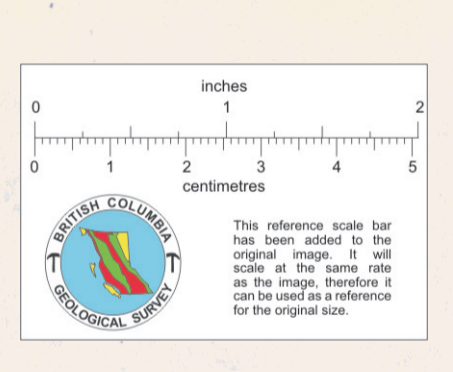 inches
0 1 2
0 1 2 3 4 5
centimetres
BRITISH COLUMBIA
GEOLOGICAL SURVEY
This reference scale bar
has been added to the
original image. It will
scale at the same rate
as the image, therefore it
can be used as a reference
for the original size.